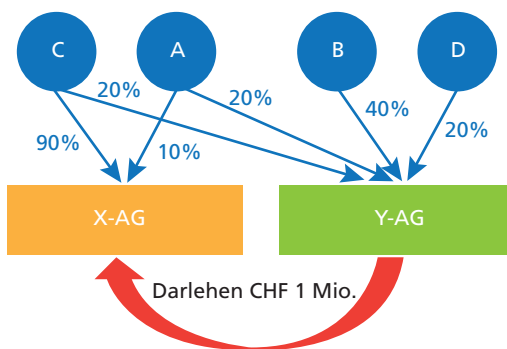 C
A
B
D
20%
20%
40%
90%
10%
20%
X-AG
Y-AG
Darlehen CHF 1 Mio.